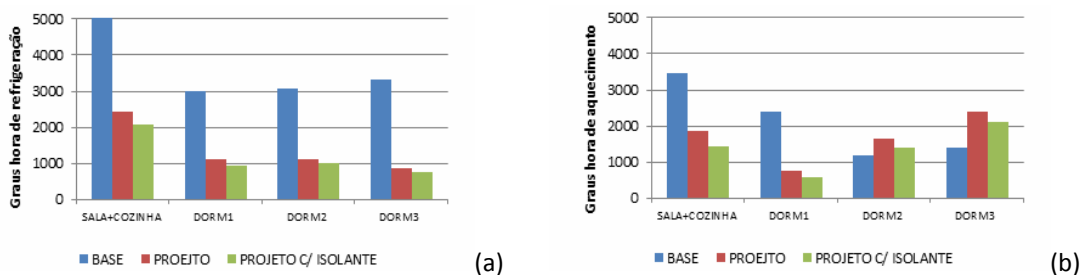 Graus hora de refrigeração
5000
4000
3000
2000
1000
0
SALA+COZINHA DORM1 DORM2 DORM3
BASE PROEJTO PROJETO C/ ISOLANTE
(a)
Graus hora de aquecimento
5000
4000
3000
2000
1000
0
SALA+COZINHA DORM1 DORM2 DORM3
BASE PROEJTO PROJETO C/ ISOLANTE
(b)